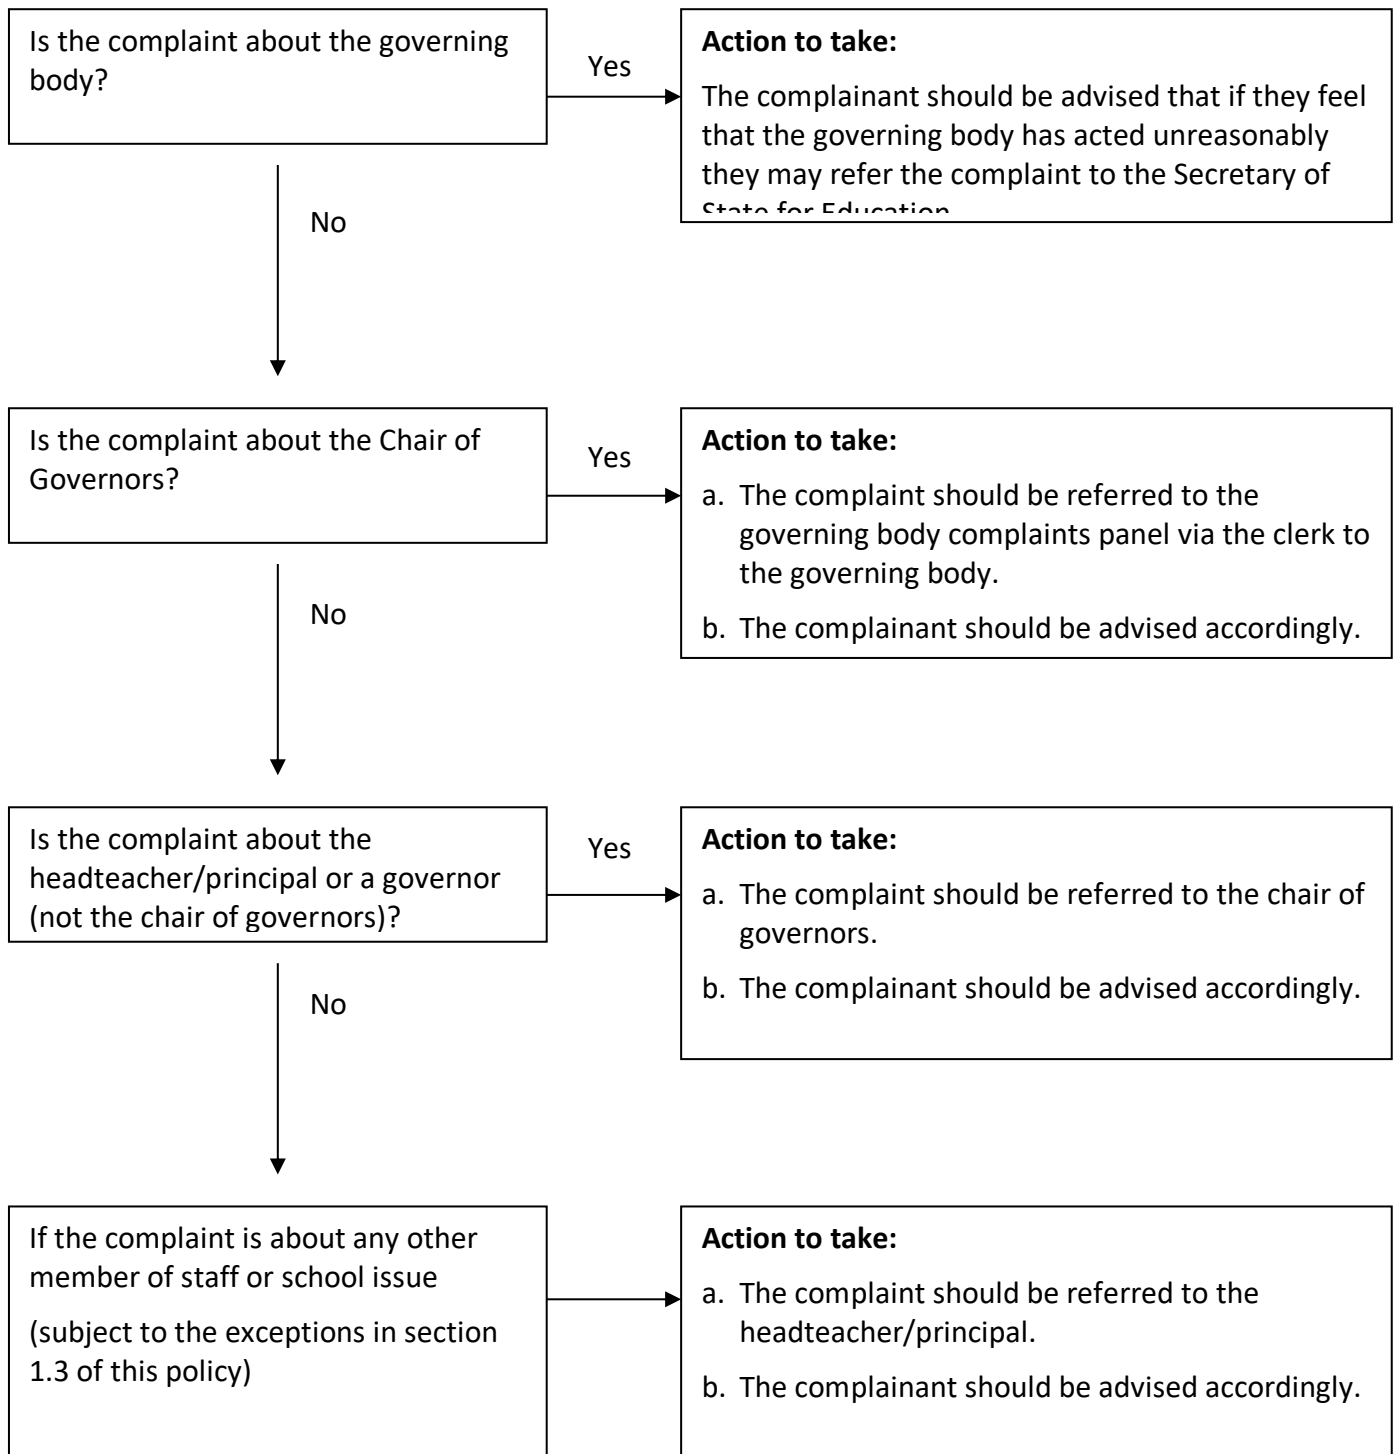 Is the complaint about the governing
body?
Yes
Action to take:
The complainant should be advised that if they feel
that the governing body has acted unreasonably
they may refer the complaint to the Secretary of
State for Education
No
Is the complaint about the Chair of
Governors?
Yes
Action to take:
a. The complaint should be referred to the
governing body complaints panel via the clerk to
the governing body.
b. The complainant should be advised accordingly.
No
Is the complaint about the
headteacher/principal or a governor
(not the chair of governors)?
Yes
Action to take:
a. The complaint should be referred to the chair of
governors.
b. The complainant should be advised accordingly.
No
If the complaint is about any other
member of staff or school issue
(subject to the exceptions in section
1.3 of this policy)
Action to take:
a. The complaint should be referred to the
headteacher/principal.
b. The complainant should be advised accordingly.